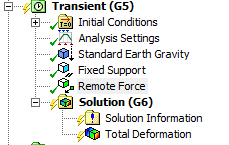 Transient (G5)
Initial Conditions
Analysis Settings
Standard Earth Gravity
Fixed Support
Remote Force
Solution (G6)
Solution Information
Total Deformation